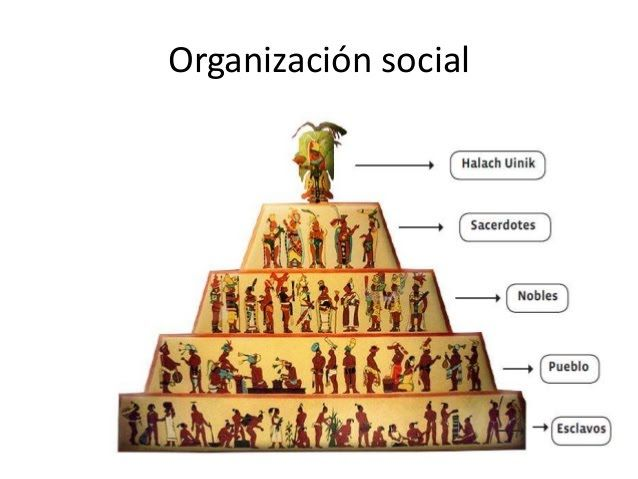 Organización social
Halach Uinik
Sacerdotes
Nobles
Pueblo
Esclavos